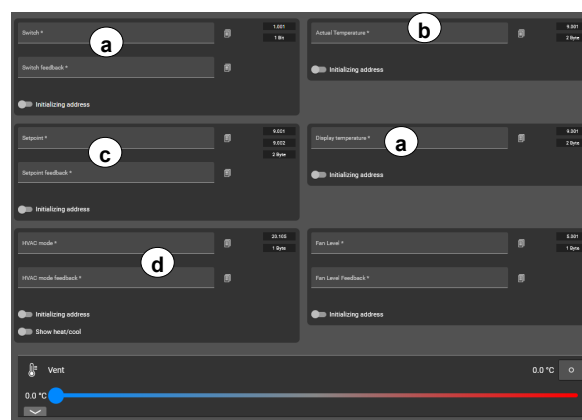 Switch *
a
1.001
1 Bit
Switch feedback *
Initializing address
Actual Temperature *
b
9.001
2 Byte
Initializing address
Setpoint *
c
9.001
9.002
2 Byte
Setpoint feedback *
Initializing address
Display temperature *
a
9.001
2 Byte
Initializing address
HVAC mode *
d
20.105
1 Byte
HVAC mode feedback *
Initializing address
Show heat/cool
Fan Level *
5.001
1 Byte
Fan Level Feedback *
Initializing address
Vent
0.0 °C
0.0 °C